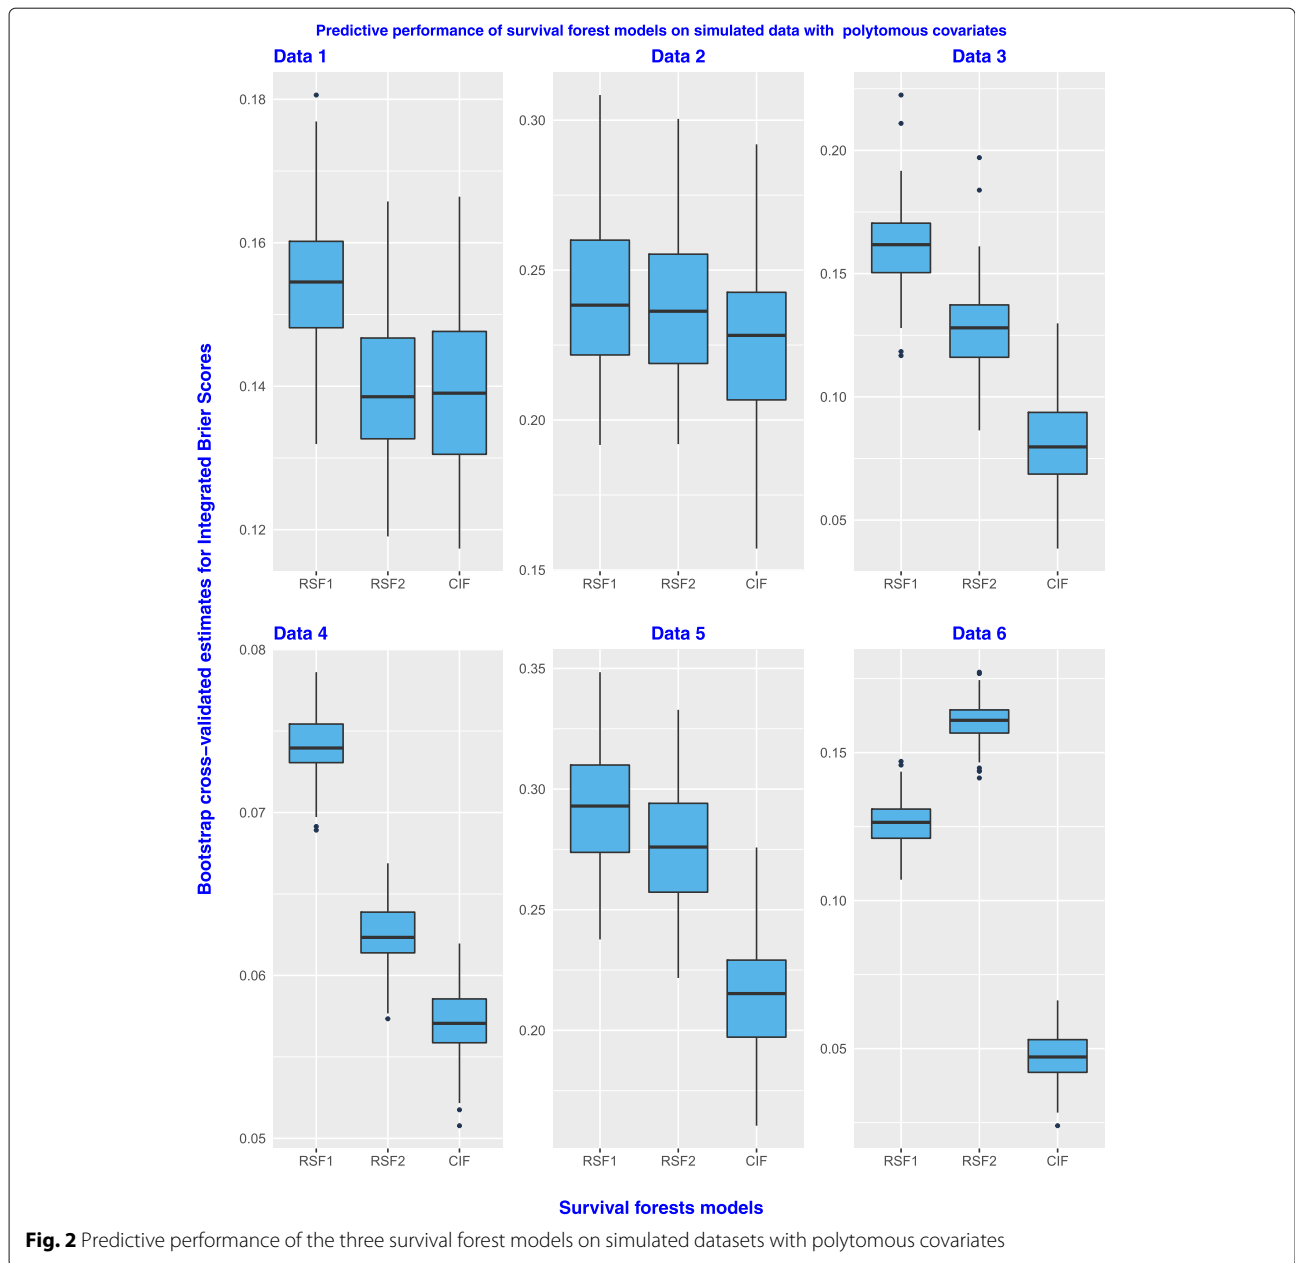 Predictive performance of survival forest models on simulated data with polytomous covariates
Data 1
Data 2
Data 3
0.18
0.16
0.14
0.12
RSF1 RSF2 CIF
0.30
0.25
0.20
0.15
RSF1 RSF2 CIF
0.20
0.15
0.10
0.05
RSF1 RSF2 CIF
Bootstrap cross–validated estimates for Integrated Brier Scores
Data 4
Data 5
Data 6
0.08
0.07
0.06
0.05
RSF1 RSF2 CIF
0.35
0.30
0.25
0.20
RSF1 RSF2 CIF
0.15
0.10
0.05
RSF1 RSF2 CIF
Survival forests models
Fig. 2 Predictive performance of the three survival forest models on simulated datasets with polytomous covariates